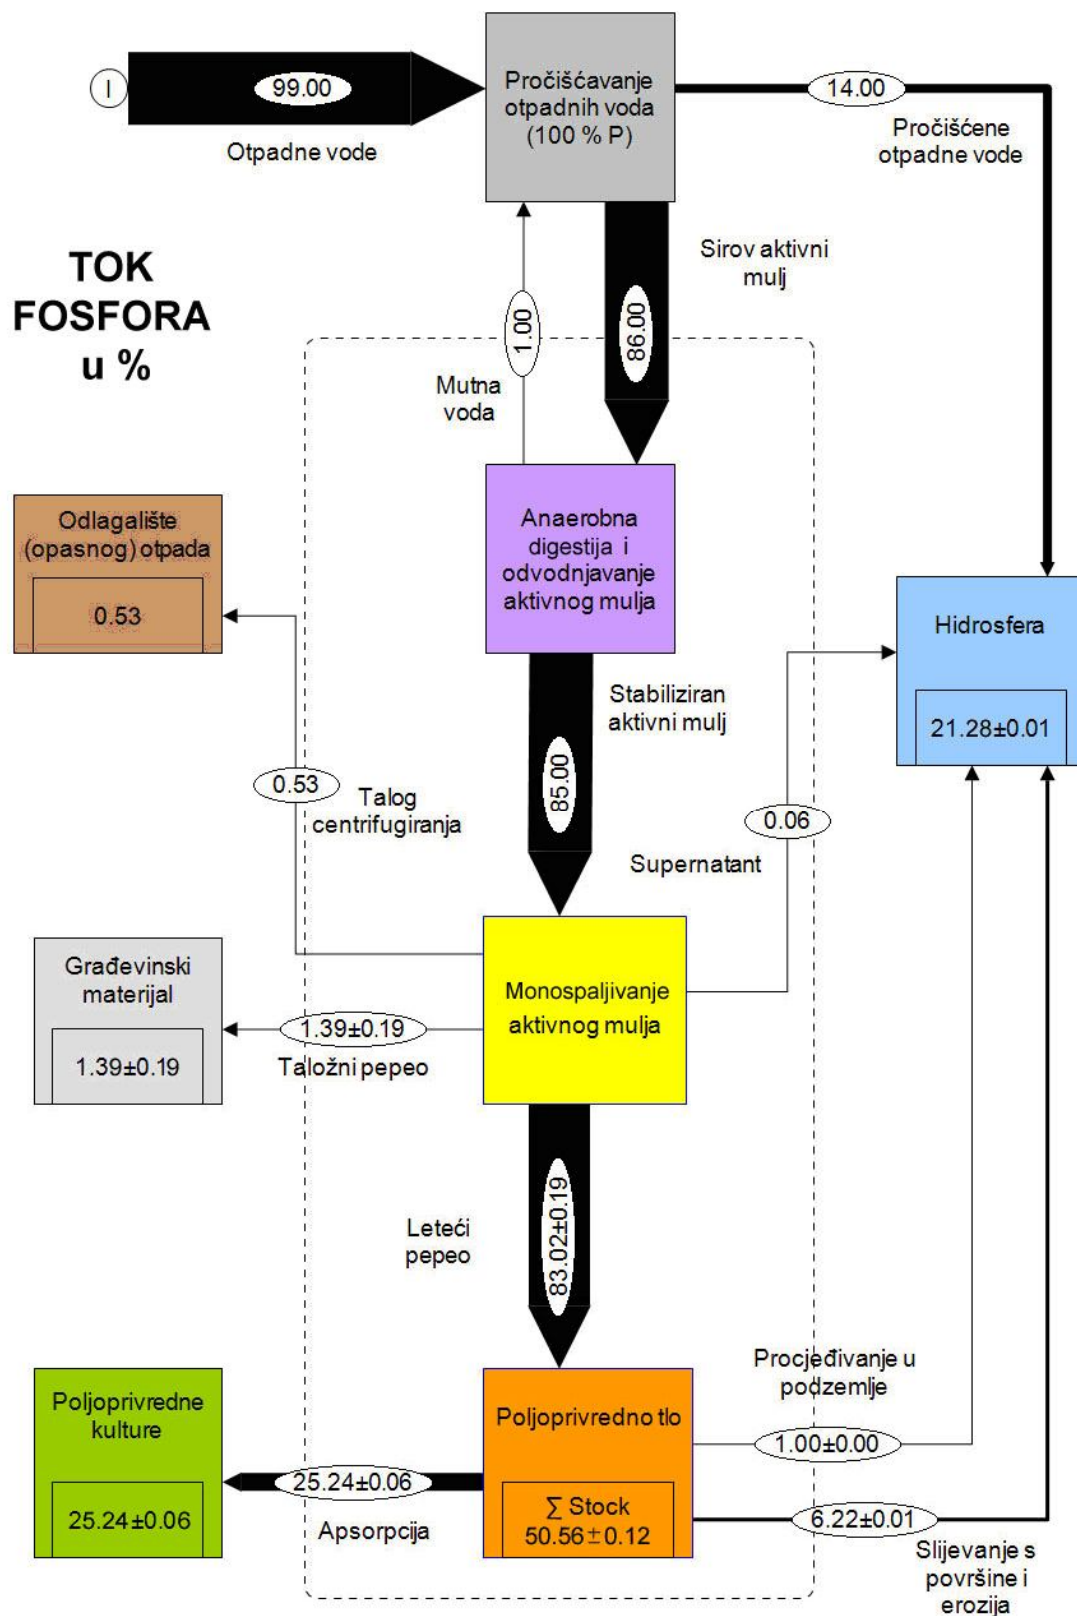 I
99.00
Otpadne vode
Pročišćavanje
otpadnih voda
(100 % P)
14.00
Pročišćene
otpadne vode
TOK
FOSFORA
u %
Sirov aktivni
mulj
1.00
86.00
Mutna
voda
Odlagalište
(opasnog) otpada
0.53
Anaerobna
digestija i
odvodnjavanje
aktivnog mulja
Hidrosfera
21.28±0.01
Stabiliziran
aktivni mulj
0.53
Talog
centrifugiranja
85.00
0.06
Supernatant
Građevinski
materijal
1.39±0.19
1.39±0.19
Taložni pepeo
Monospaljivanje
aktivnog mulja
Leteći
pepeo
83.02±0.19
Poljoprivredne
kulture
25.24±0.06
25.24±0.06
Apsorpcija
Poljoprivredno tlo
∑ Stock
50.56±0.12
Procjeđivanje u
podzemlje
1.00±0.00
6.22±0.01
Slijevanje s
površine i
erozija